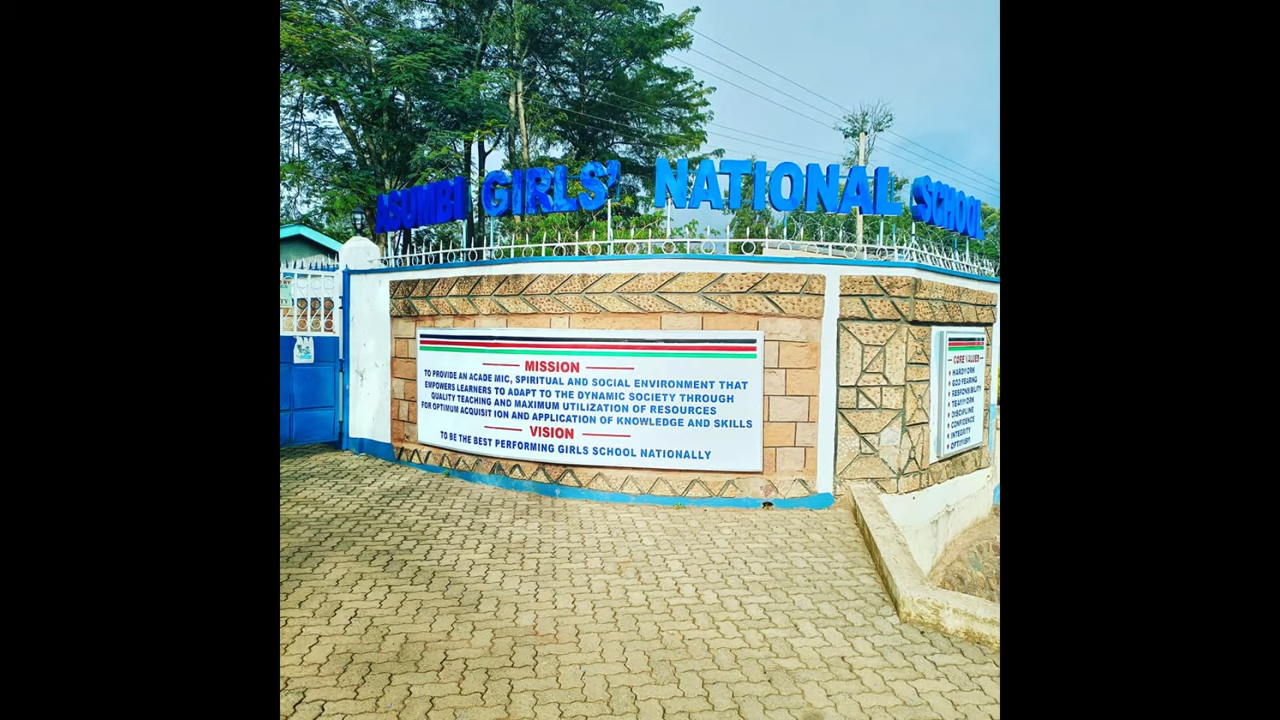 ASUMBI GIRLS' NATIONAL SCHOOL
MISSION
TO PROVIDE AN ACADE MIC, SPIRITUAL AND SOCIAL ENVIRONMENT THAT
EMPOWERS LEARNERS TO ADAPT TO THE DYNAMIC SOCIETY THROUGH
QUALITY TEACHING AND MAXIMUM UTILIZATION OF RESOURCES
FOR OPTIMUM ACQUISIT ION AND APPLICATION OF KNOWLEDGE AND SKILLS
VISION
TO BE THE BEST PERFORMING GIRLS SCHOOL NATIONALLY
CORE VALUES
HARDWORK
GOD FEARING
RESPONSIBILITY
TEAMWORK
DISCIPLINE
CONFIDENCE
INTEGRITY
OPTIMISM